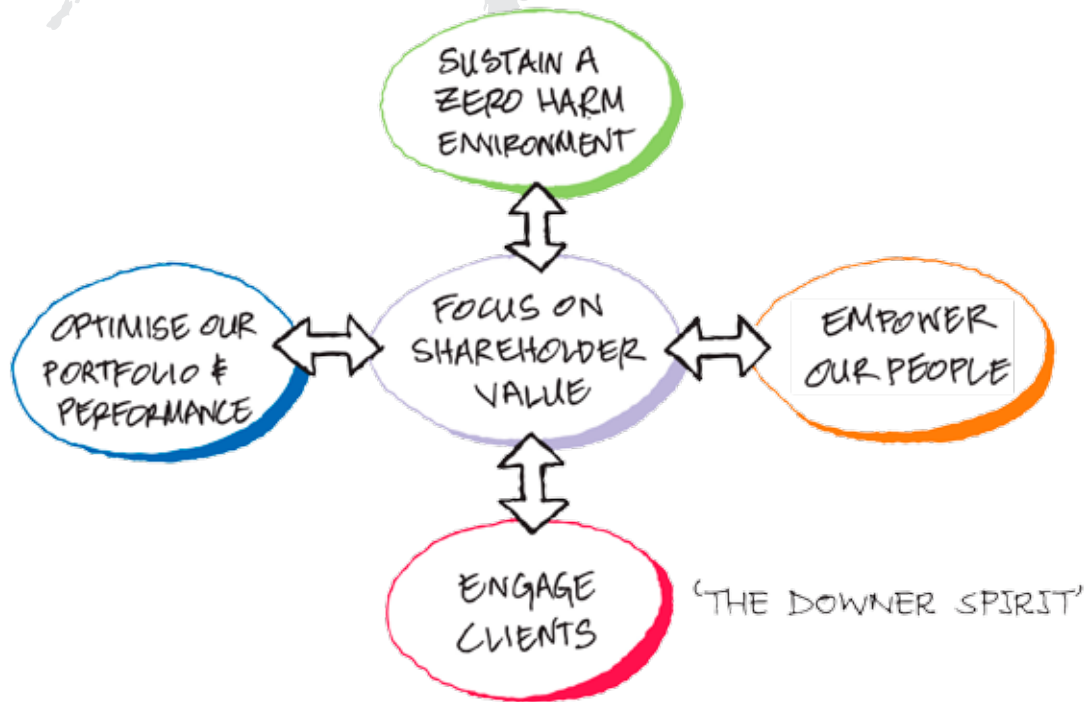 SUSTAIN A
ZERO HARM
ENVIRONMENT
OPTIMISE OUR
PORTFOLIO &
PERFORMANCE
FOCUS ON
SHAREHOLDER
VALUE
EMPOWER
OUR PEOPLE
ENGAGE
CLIENTS
‘THE DOWNER SPIRIT’